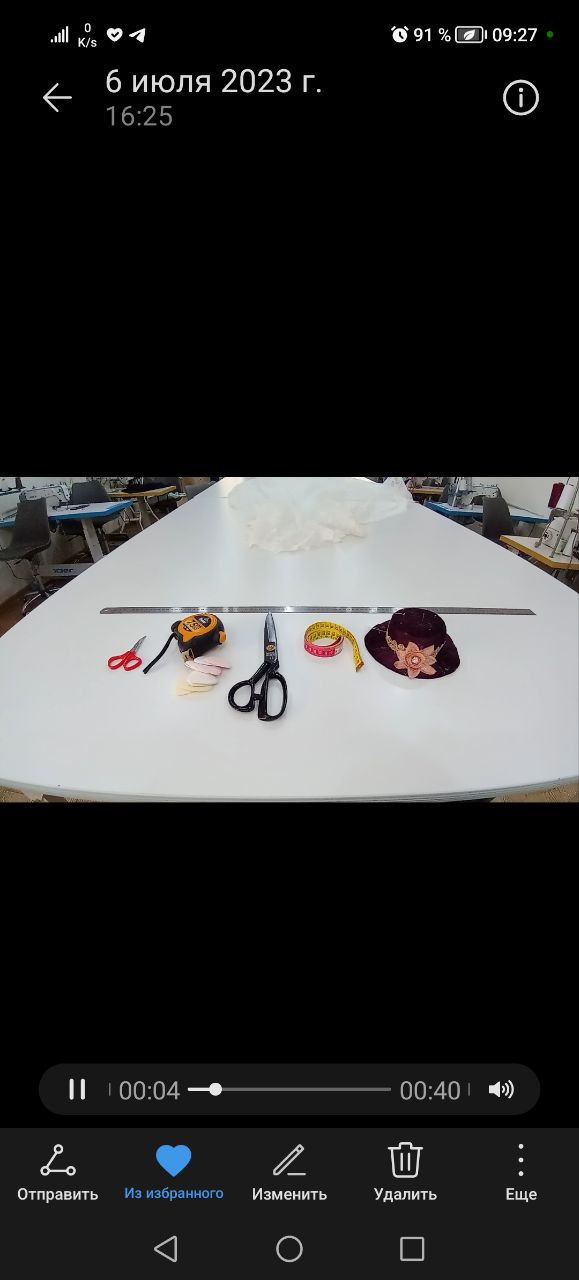 0
K/s
91 %
09:27
6 июля 2023 г.
16:25
00:04
00:40
Отправить
Из избранного
Изменить
Удалить
Еще